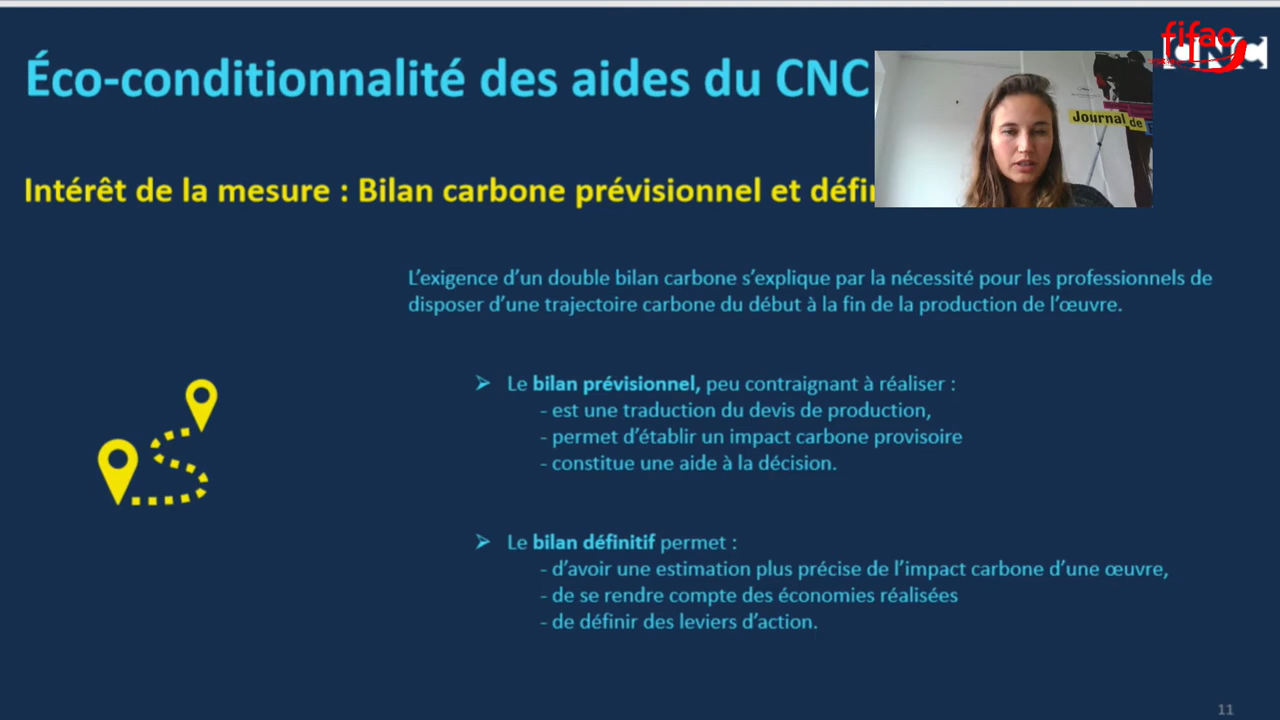 Éco-conditionnalité des aides du CNC
fifac
CNC
Journal de
Intérêt de la mesure : Bilan carbone prévisionnel et défin
L’exigence d’un double bilan carbone s’explique par la nécessité pour les professionnels de
disposer d’une trajectoire carbone du début à la fin de la production de l’œuvre.
➢ Le bilan prévisionnel, peu contraignant à réaliser :
- est une traduction du devis de production,
- permet d’établir un impact carbone provisoire
- constitue une aide à la décision.
➢ Le bilan définitif permet :
- d’avoir une estimation plus précise de l’impact carbone d’une œuvre,
- de se rendre compte des économies réalisées
- de définir des leviers d’action.
11